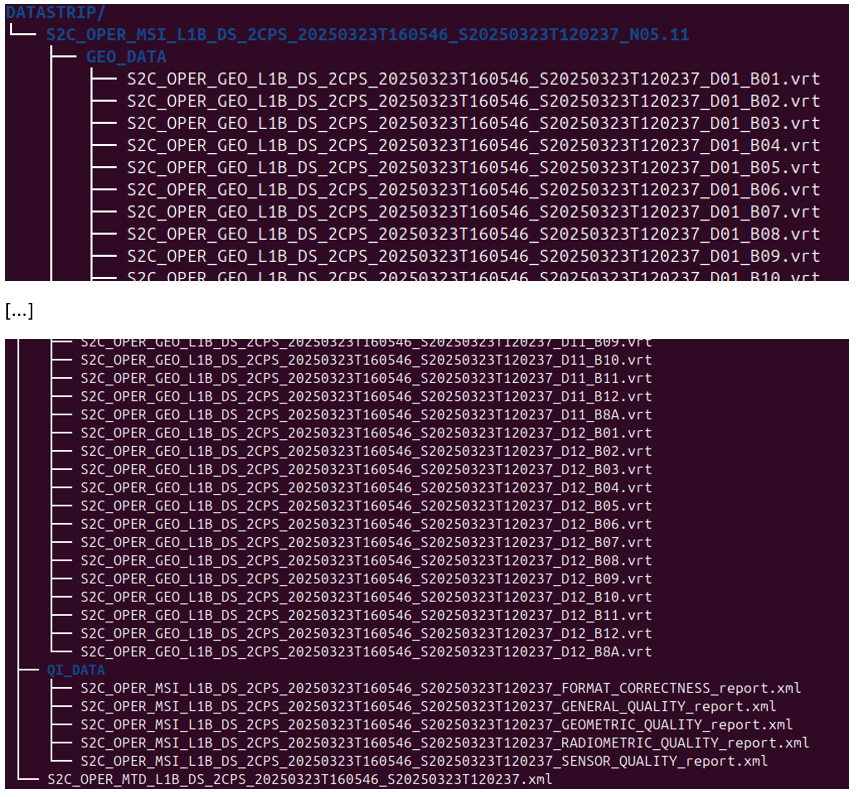 DATASTRIP/
S2C_OPER_MSI_L1B_DS_2CPS_20250323T160546_S20250323T120237_N05.11
GEO_DATA
S2C_OPER_GEO_L1B_DS_2CPS_20250323T160546_S20250323T120237_D01_B01.vrt
S2C_OPER_GEO_L1B_DS_2CPS_20250323T160546_S20250323T120237_D01_B02.vrt
S2C_OPER_GEO_L1B_DS_2CPS_20250323T160546_S20250323T120237_D01_B03.vrt
S2C_OPER_GEO_L1B_DS_2CPS_20250323T160546_S20250323T120237_D01_B04.vrt
S2C_OPER_GEO_L1B_DS_2CPS_20250323T160546_S20250323T120237_D01_B05.vrt
S2C_OPER_GEO_L1B_DS_2CPS_20250323T160546_S20250323T120237_D01_B06.vrt
S2C_OPER_GEO_L1B_DS_2CPS_20250323T160546_S20250323T120237_D01_B07.vrt
S2C_OPER_GEO_L1B_DS_2CPS_20250323T160546_S20250323T120237_D01_B08.vrt
S2C_OPER_GEO_L1B_DS_2CPS_20250323T160546_S20250323T120237_D01_B09.vrt
S2C_OPER_GEO_L1B_DS_2CPS_20250323T160546_S20250323T120237_D01_B10.vrt
[...]
S2C_OPER_GEO_L1B_DS_2CPS_20250323T160546_S20250323T120237_D11_B09.vrt
S2C_OPER_GEO_L1B_DS_2CPS_20250323T160546_S20250323T120237_D11_B10.vrt
S2C_OPER_GEO_L1B_DS_2CPS_20250323T160546_S20250323T120237_D11_B11.vrt
S2C_OPER_GEO_L1B_DS_2CPS_20250323T160546_S20250323T120237_D11_B12.vrt
S2C_OPER_GEO_L1B_DS_2CPS_20250323T160546_S20250323T120237_D11_B8A.vrt
S2C_OPER_GEO_L1B_DS_2CPS_20250323T160546_S20250323T120237_D12_B01.vrt
S2C_OPER_GEO_L1B_DS_2CPS_20250323T160546_S20250323T120237_D12_B02.vrt
S2C_OPER_GEO_L1B_DS_2CPS_20250323T160546_S20250323T120237_D12_B03.vrt
S2C_OPER_GEO_L1B_DS_2CPS_20250323T160546_S20250323T120237_D12_B04.vrt
S2C_OPER_GEO_L1B_DS_2CPS_20250323T160546_S20250323T120237_D12_B05.vrt
S2C_OPER_GEO_L1B_DS_2CPS_20250323T160546_S20250323T120237_D12_B06.vrt
S2C_OPER_GEO_L1B_DS_2CPS_20250323T160546_S20250323T120237_D12_B07.vrt
S2C_OPER_GEO_L1B_DS_2CPS_20250323T160546_S20250323T120237_D12_B08.vrt
S2C_OPER_GEO_L1B_DS_2CPS_20250323T160546_S20250323T120237_D12_B09.vrt
S2C_OPER_GEO_L1B_DS_2CPS_20250323T160546_S20250323T120237_D12_B10.vrt
S2C_OPER_GEO_L1B_DS_2CPS_20250323T160546_S20250323T120237_D12_B11.vrt
S2C_OPER_GEO_L1B_DS_2CPS_20250323T160546_S20250323T120237_D12_B12.vrt
S2C_OPER_GEO_L1B_DS_2CPS_20250323T160546_S20250323T120237_D12_B8A.vrt
QI_DATA
S2C_OPER_MSI_L1B_DS_2CPS_20250323T160546_S20250323T120237_FORMAT_CORRECTNESS_report.xml
S2C_OPER_MSI_L1B_DS_2CPS_20250323T160546_S20250323T120237_GENERAL_QUALITY_report.xml
S2C_OPER_MSI_L1B_DS_2CPS_20250323T160546_S20250323T120237_GEOMETRIC_QUALITY_report.xml
S2C_OPER_MSI_L1B_DS_2CPS_20250323T160546_S20250323T120237_RADIOMETRIC_QUALITY_report.xml
S2C_OPER_MSI_L1B_DS_2CPS_20250323T160546_S20250323T120237_SENSOR_QUALITY_report.xml
S2C_OPER_MTD_L1B_DS_2CPS_20250323T160546_S20250323T120237.xml